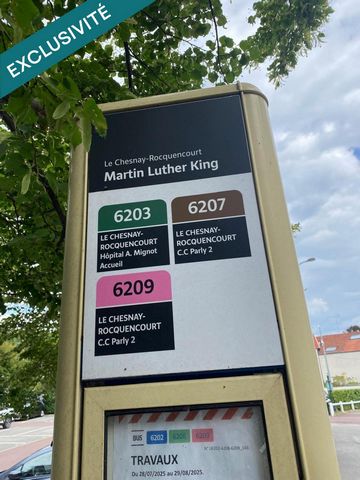 EXCLUSIVITÉ
Le Chesnay-Rocquencourt
Martin Luther King
6203
LE CHESNAY-
ROCQUENCOURT
Hôpital A. Mignot
Accueil
6207
LE CHESNAY-
ROCQUENCOURT
C.C Parly 2
6209
LE CHESNAY-
ROCQUENCOURT
C.C Parly 2
BUS 6202 6208 6209
TRAVAUX
Du 28/07/2025 au 29/08/2025.